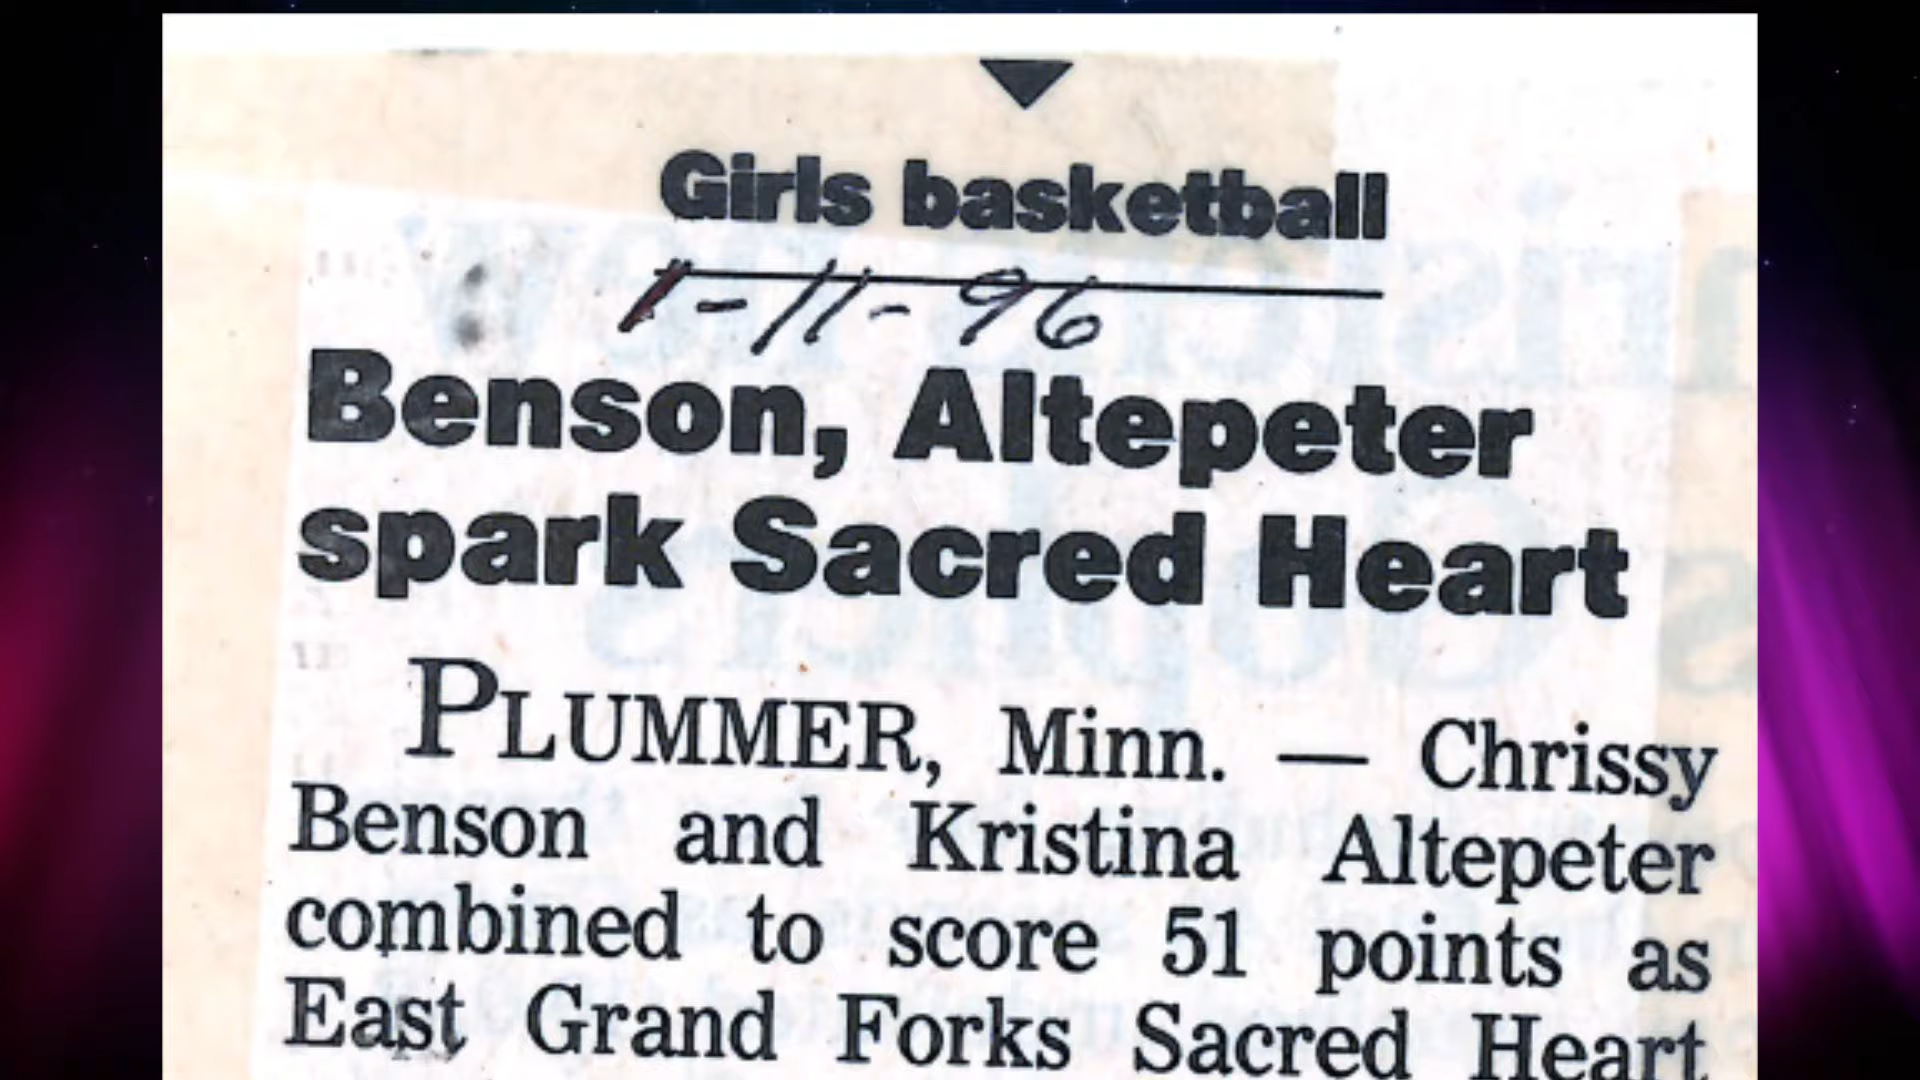 Girls basketball
1-11-96
Benson, Altepeter
spark Sacred Heart
PLUMMER, Minn. — Chrissy
Benson and Kristina Altepeter
combined to score 51 points as
East Grand Forks Sacred Heart